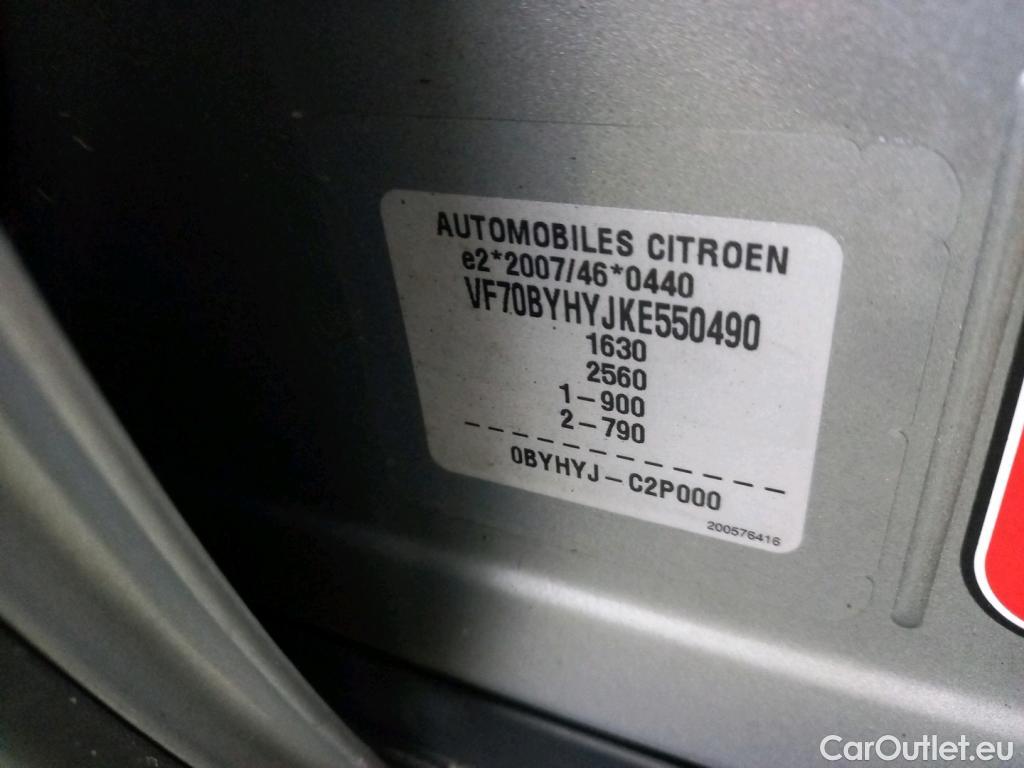 AUTOMOBILES CITROEN
e2*2007/46*0440
VF70BYHYJKE550490
1630
2560
1-900
2-790
0BYHYJ-C2P000
200576416
CarOutlet.eu